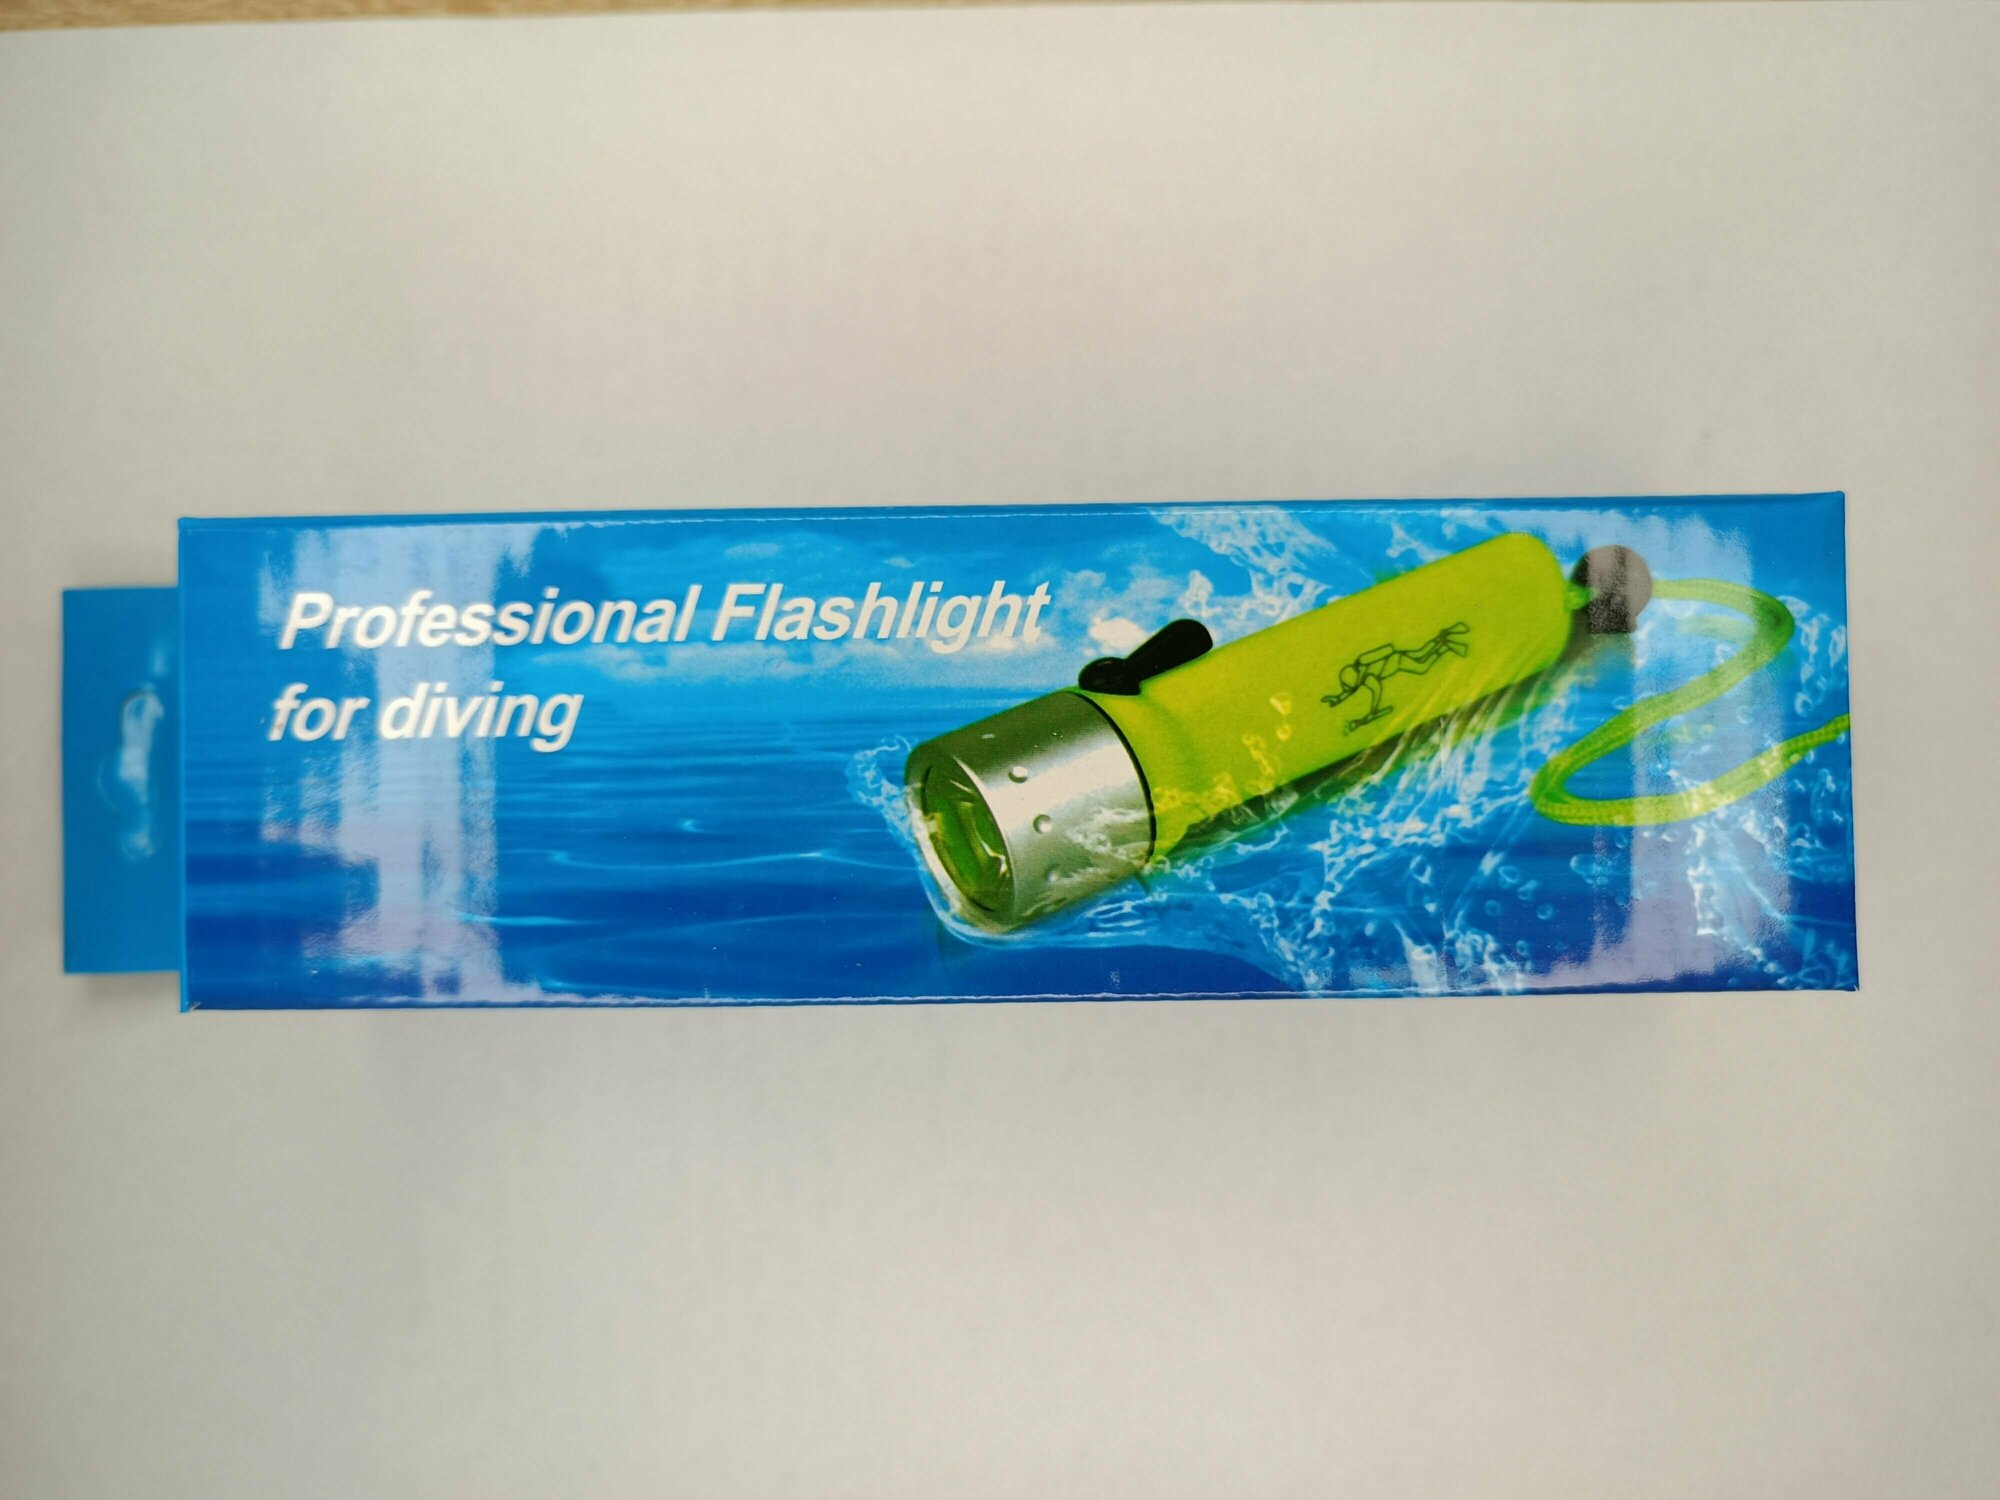 Professional Flashlight
for diving